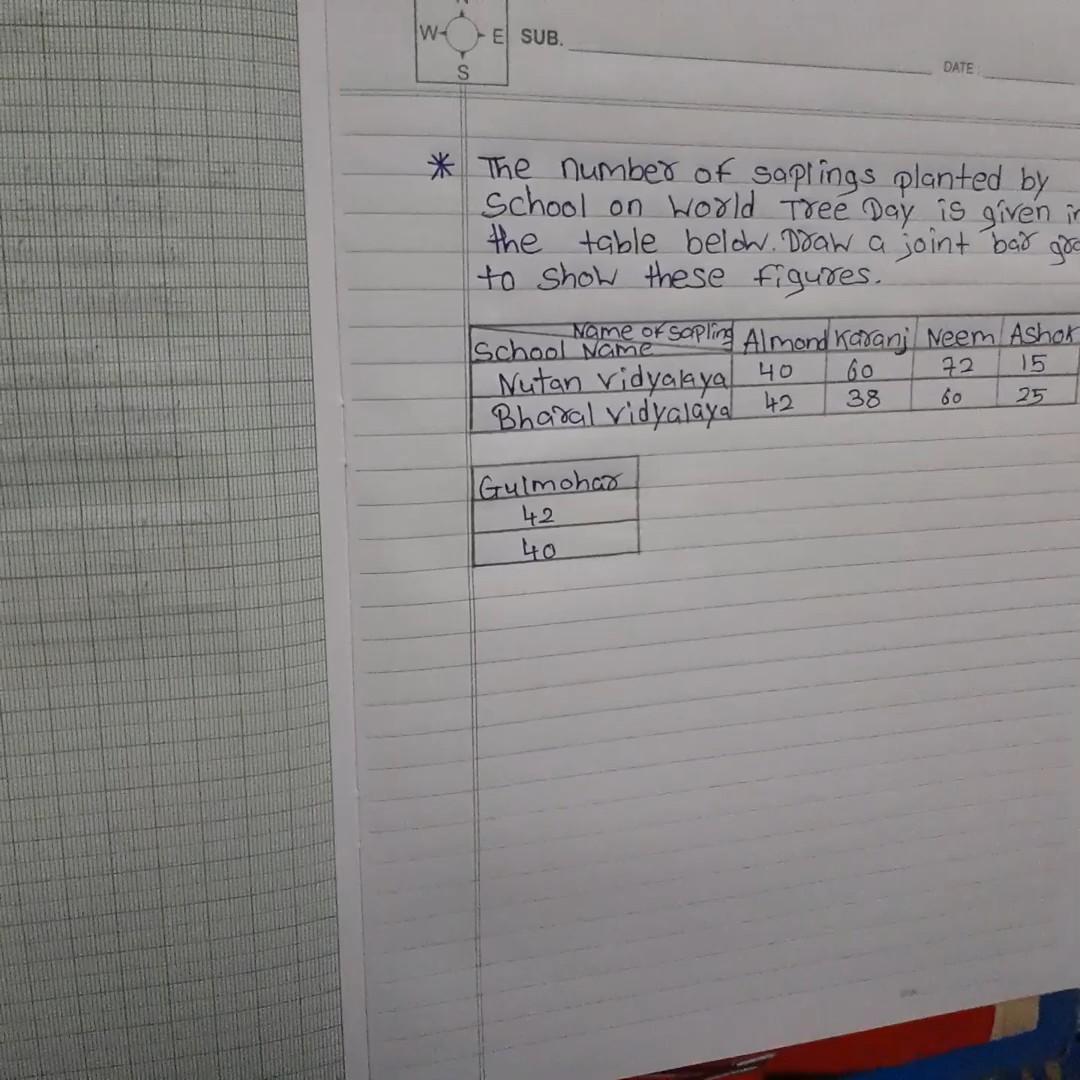 W E SUB.
S DATE:
* The number of saplings planted by
School on World Tree Day is given in
the table below. Draw a joint bar
to show these figures.
Name of sapling Almond Karanj Neem Ashok
School Name
Nutan vidyalaya 40 60 72 15
Bharal vidyalaya 42 38 60 25
Gulmohar
42
40